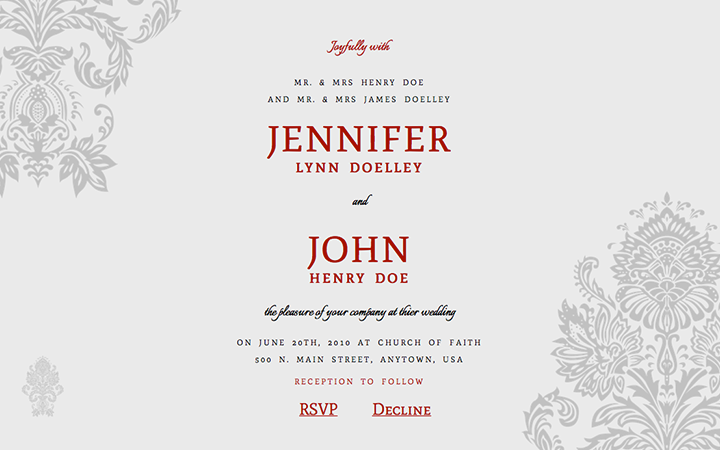 Joyfully with
MR. & MRS HENRY DOE
AND MR. & MRS JAMES DOELLEY
JENNIFER
LYNN DOELLEY
and
JOHN
HENRY DOE
the pleasure of your company at thier wedding
ON JUNE 20TH, 2010 AT CHURCH OF FAITH
500 N. MAIN STREET, ANYTOWN, USA
RECEPTION TO FOLLOW
RSVP Decline